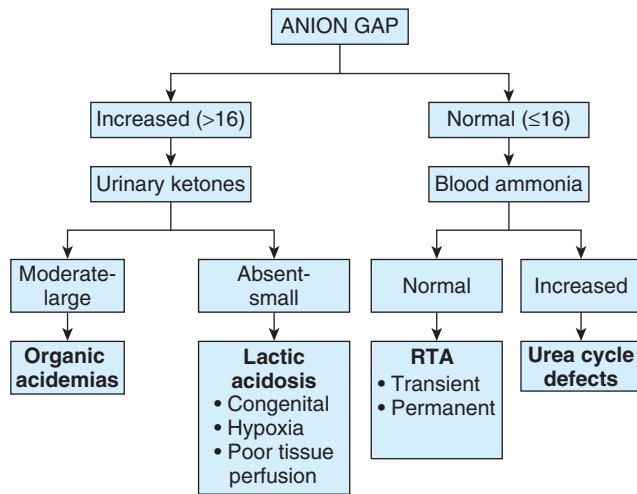 ANION GAP
Increased (>16)
Normal (≤16)
Urinary ketones
Blood ammonia
Moderate-
large
Absent-
small
Normal
Increased
Organic
acidemias
Lactic
acidosis
• Congenital
• Hypoxia
• Poor tissue
perfusion
RTA
• Transient
• Permanent
Urea cycle
defects